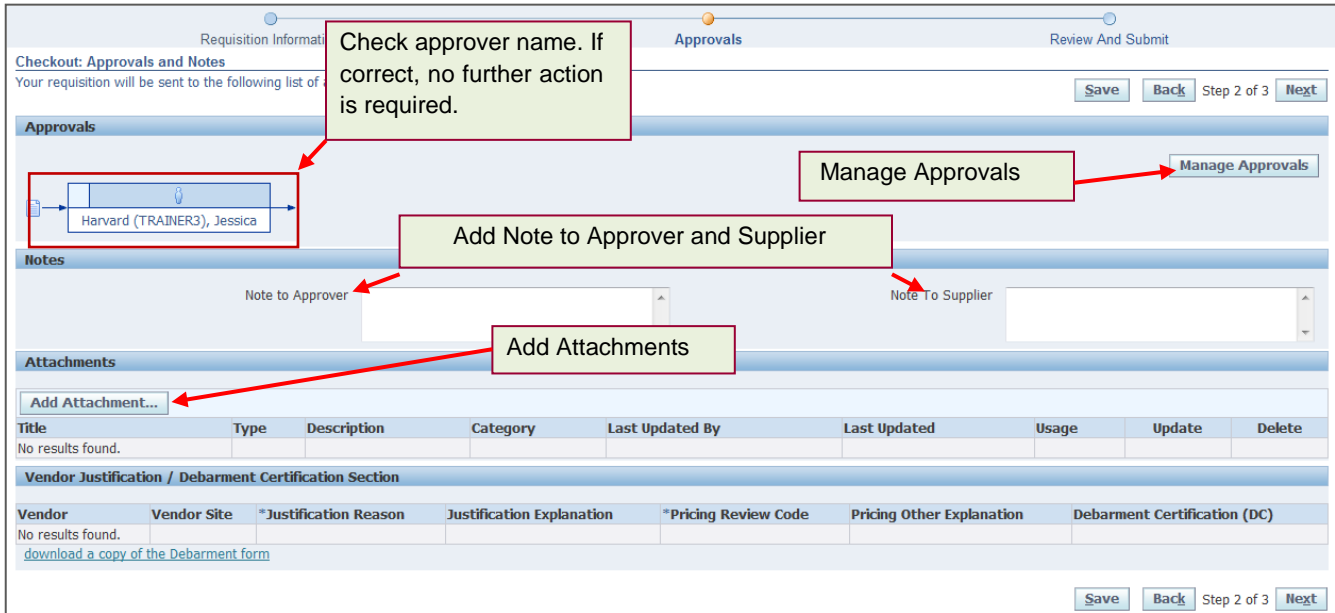 Requisition Informati
Approvals
Review And Submit
Check approver name. If
correct, no further action
is required.
Checkout: Approvals and Notes
Your requisition will be sent to the following list of a
Save Back Step 2 of 3 Next
Approvals
Manage Approvals
Manage Approvals
Harvard (TRAINER3), Jessica
Add Note to Approver and Supplier
Notes
Note to Approver
Note To Supplier
Add Attachments
Attachments
Add Attachment...
Title Type Description Category Last Updated By Last Updated Usage Update Delete
No results found.
Vendor Justification / Debarment Certification Section
Vendor Vendor Site *Justification Reason Justification Explanation *Pricing Review Code Pricing Other Explanation Debarment Certification (DC)
No results found.
download a copy of the Debarment form
Save Back Step 2 of 3 Next